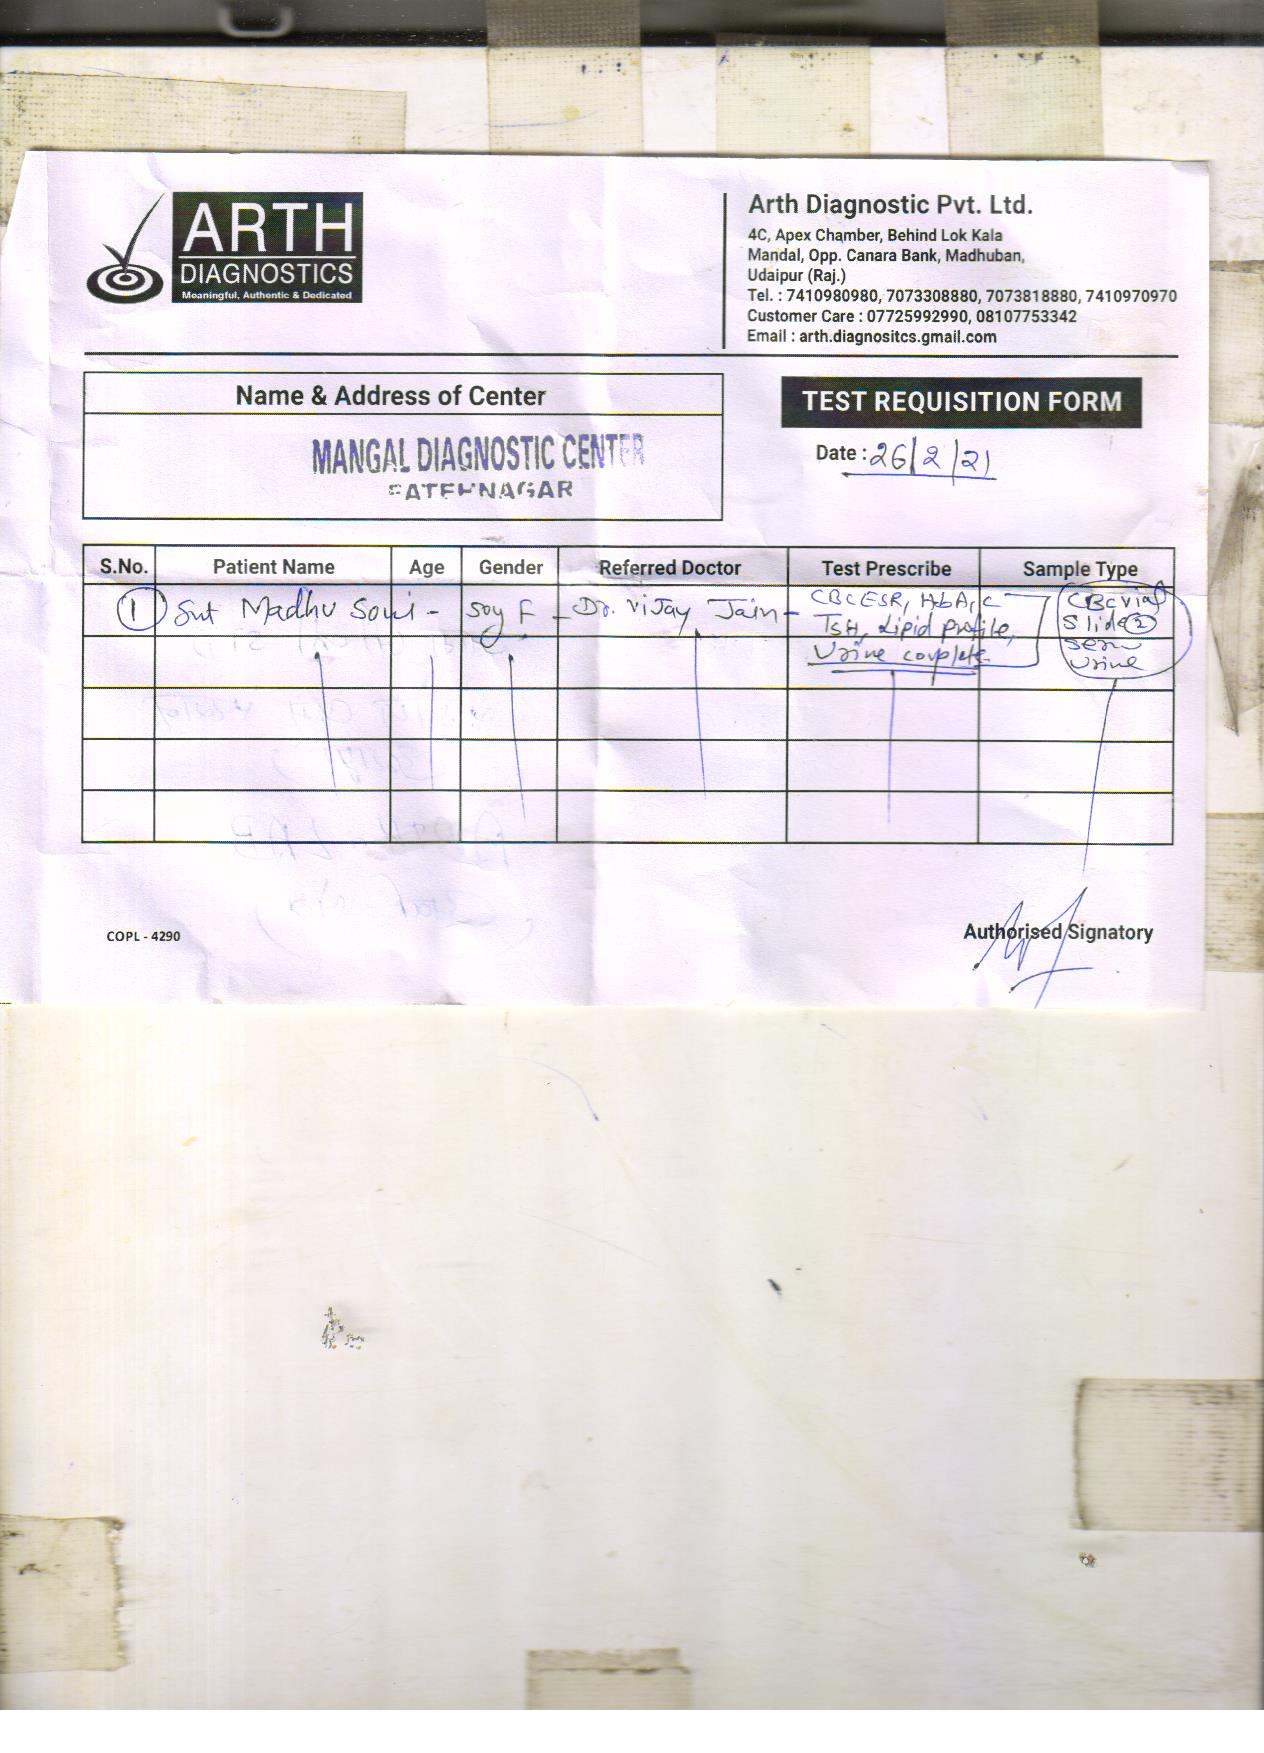 ARTH
DIAGNOSTICS
Meaningful, Authentic & Dedicated
Arth Diagnostic Pvt. Ltd.
4C, Apex Chamber, Behind Lok Kala
Mandal, Opp. Canara Bank, Madhuban,
Udaipur (Raj.)
Tel. : 7410980980, 7073308880, 7073818880, 7410970970
Customer Care : 07725992990, 08107753342
Email : arth.diagnositcs.gmail.com
Name & Address of Center
MANGAL DIAGNOSTIC CENTER
FATEHNAGAR
TEST REQUISITION FORM
Date : 26/2/21
S.No. Patient Name Age Gender Referred Doctor Test Prescribe Sample Type
1 Smt Madhu Soni - 50y F - Dr. Vijay Jain - CBC ESR, HbA1C CBC vial
TSH, Lipid profile, Slide 2
Urine complete
Urine
COPL - 4290
Authorised Signatory